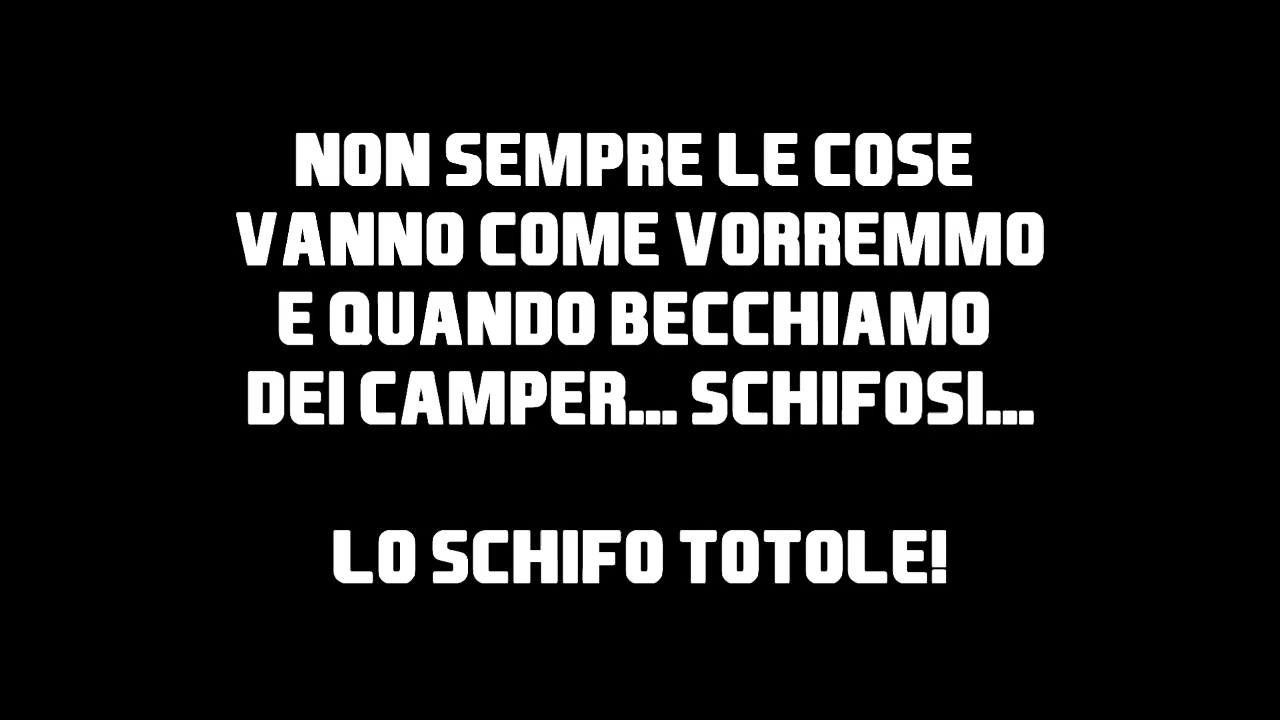 NON SEMPRE LE COSE
VANNO COME VORREMMO
E QUANDO BECCHIAMO
DEI CAMPER... SCHIFOSI...
LO SCHIFO TOTOLE!